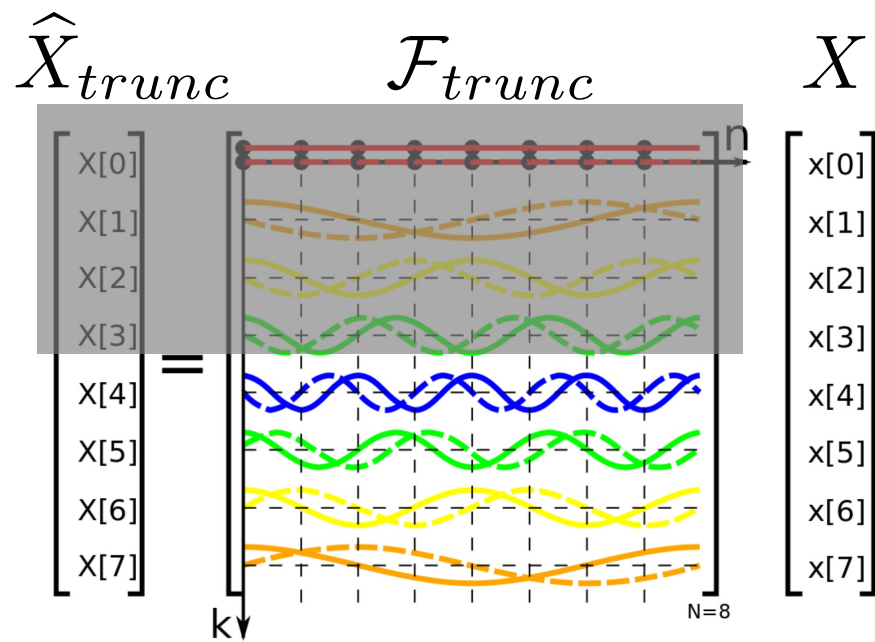 X̂_trunc F_trunc X
n
X[0] x[0]
X[1] x[1]
X[2] x[2]
X[3] x[3]
=
X[4] x[4]
X[5] x[5]
X[6] x[6]
X[7] x[7]
N=8
k